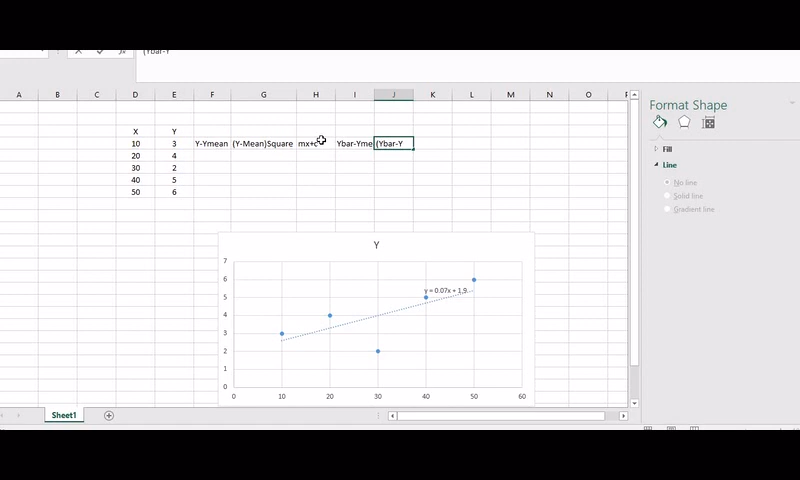 (Ybar-Y
A B C D E F G H I J K L M N O P
X Y
10 3 Y-Ymean (Y-Mean)Square mx+c Ybar-Yme (Ybar-Y
20 4
30 2
40 5
50 6
Y
7
6
5
4
3
2
1
0
y = 0.07x + 1.9
0 10 20 30 40 50 60
Sheet1
Format Shape
Fill
Line
No line
Solid line
Gradient line